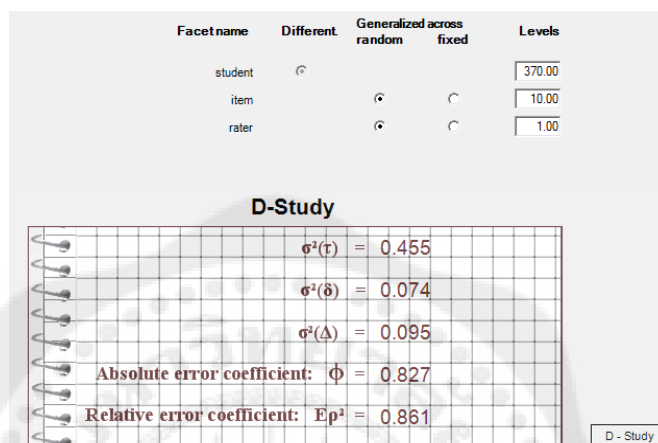 Facet name Different. Generalized across Levels
random fixed
student 370.00
item 10.00
rater 1.00
D-Study
σ²(τ) = 0.455
σ²(δ) = 0.074
σ²(Δ) = 0.095
Absolute error coefficient: ϕ = 0.827
Relative error coefficient: Eρ² = 0.861
D - Study